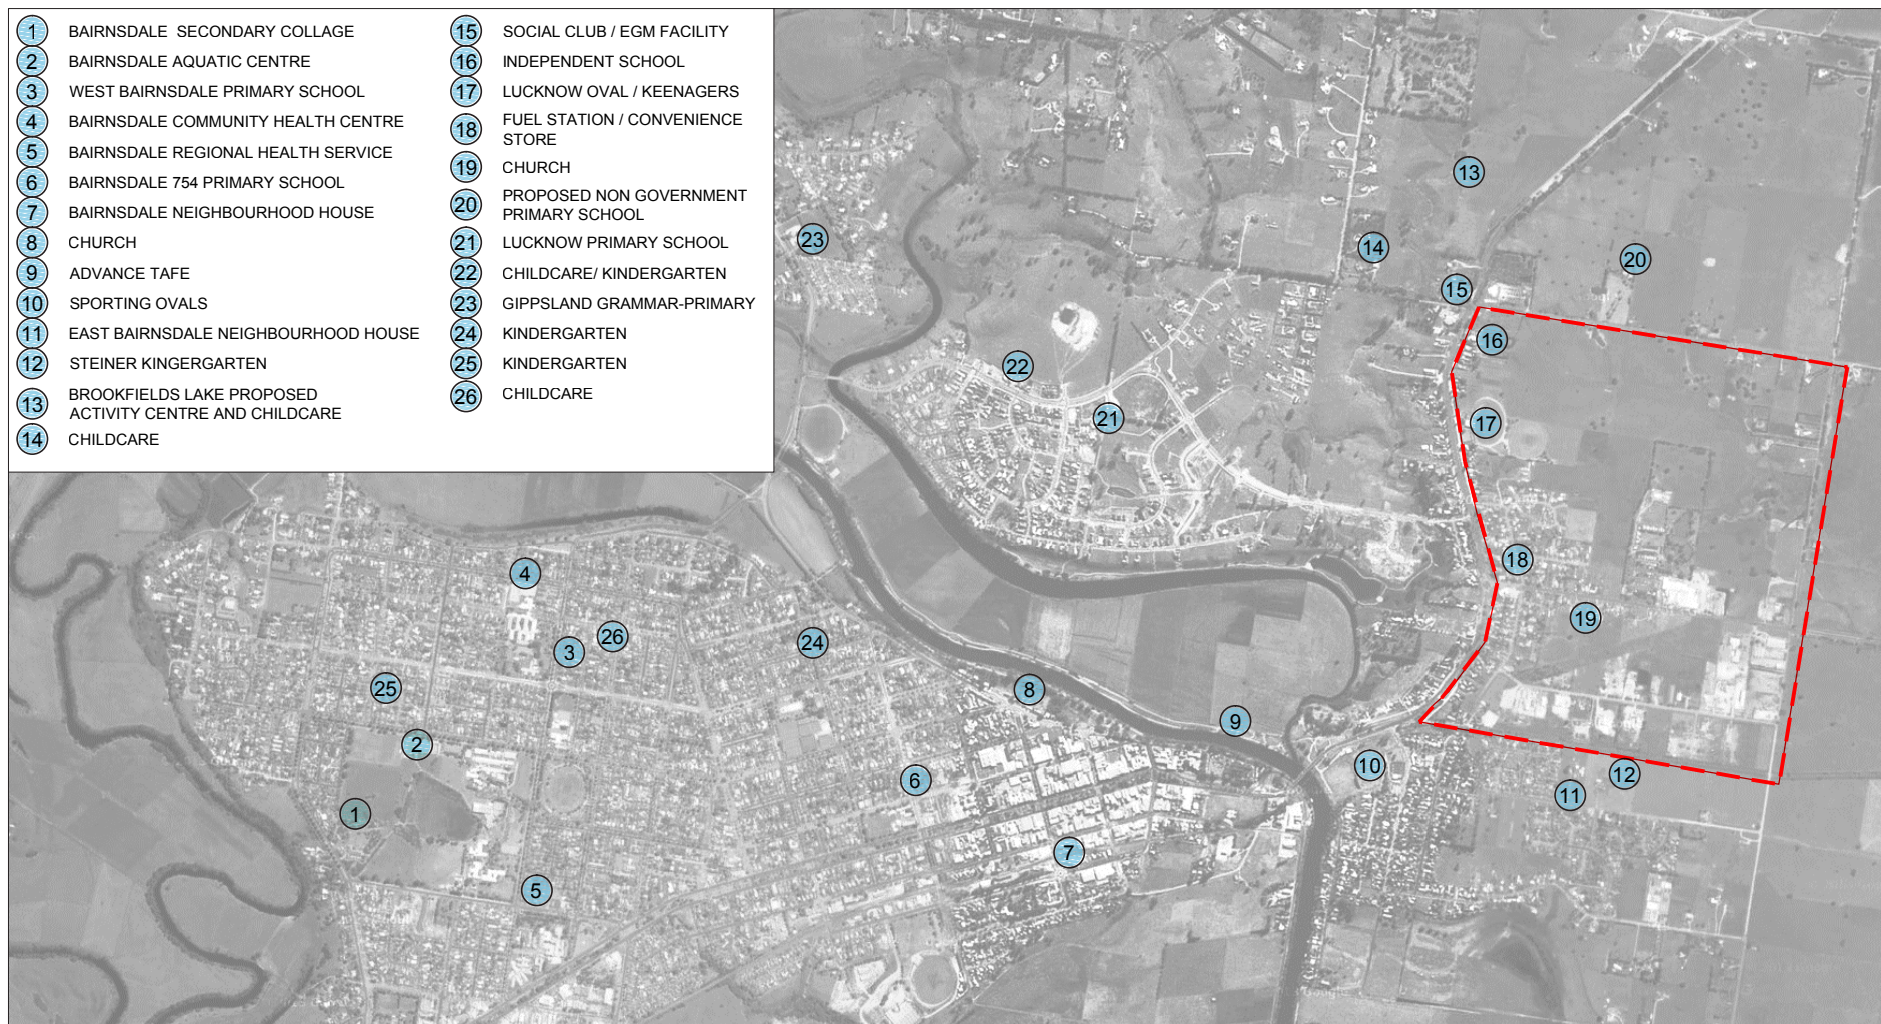 1 BAIRNSDALE SECONDARY COLLAGE
2 BAIRNSDALE AQUATIC CENTRE
3 WEST BAIRNSDALE PRIMARY SCHOOL
4 BAIRNSDALE COMMUNITY HEALTH CENTRE
5 BAIRNSDALE REGIONAL HEALTH SERVICE
6 BAIRNSDALE 754 PRIMARY SCHOOL
7 BAIRNSDALE NEIGHBOURHOOD HOUSE
8 CHURCH
9 ADVANCE TAFE
10 SPORTING OVALS
11 EAST BAIRNSDALE NEIGHBOURHOOD HOUSE
12 STEINER KINGERGARTEN
13 BROOKFIELDS LAKE PROPOSED
ACTIVITY CENTRE AND CHILDCARE
14 CHILDCARE
15 SOCIAL CLUB / EGM FACILITY
16 INDEPENDENT SCHOOL
17 LUCKNOW OVAL / KEENAGERS
18 FUEL STATION / CONVENIENCE
STORE
19 CHURCH
20 PROPOSED NON GOVERNMENT
PRIMARY SCHOOL
21 LUCKNOW PRIMARY SCHOOL
22 CHILDCARE/ KINDERGARTEN
23 GIPPSLAND GRAMMAR-PRIMARY
24 KINDERGARTEN
25 KINDERGARTEN
26 CHILDCARE
13
23
14
20
15
16
22
21
17
18
4
19
26
24
3
25
8
9
2
10
12
6
11
1
7
5